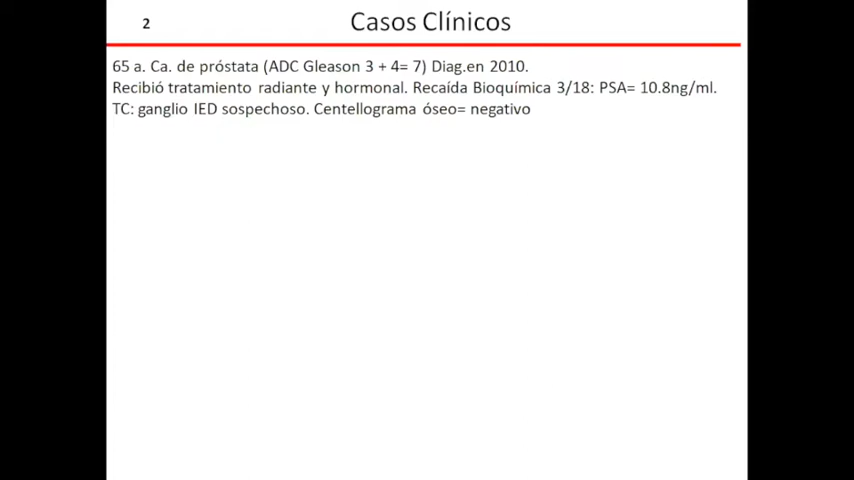 2
Casos Clínicos
65 a. Ca. de próstata (ADC Gleason 3 + 4= 7) Diag.en 2010.
Recibió tratamiento radiante y hormonal. Recaída Bioquímica 3/18: PSA= 10.8ng/ml.
TC: ganglio IED sospechoso. Centellograma óseo= negativo